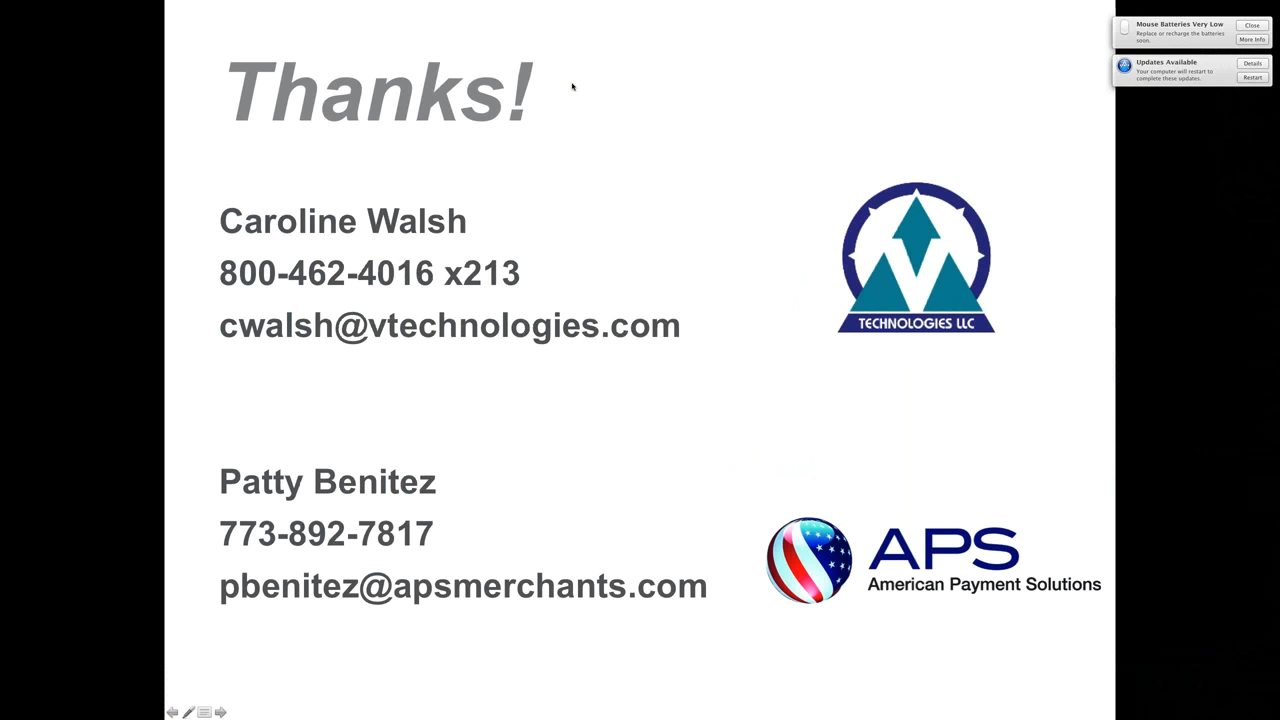 Thanks!
Caroline Walsh
800-462-4016 x213
cwalsh@vtechnologies.com
V
TECHNOLOGIES LLC
Patty Benitez
773-892-7817
pbenitez@apsmerchants.com
APS
American Payment Solutions
Mouse Batteries Very Low
Replace or recharge the batteries
soon.
Close
More Info
Updates Available
Your computer will restart to
complete these updates.
Details
Restart